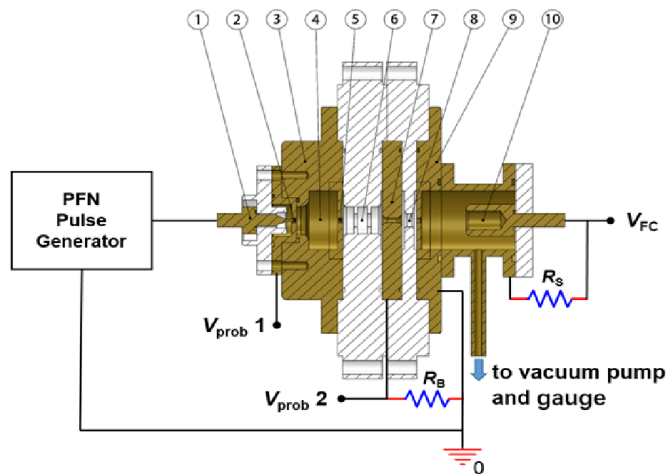 1 2 3 4 5 6 7 8 9 10
PFN
Pulse
Generator
VFC
RS
Vprob 1
to vacuum pump
and gauge
RB
Vprob 2
0